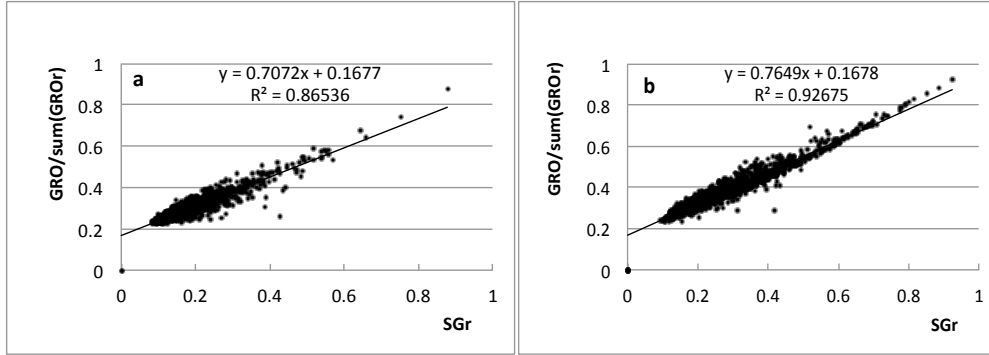 a
y = 0.7072x + 0.1677
R² = 0.86536
GRO/sum(GROr)
1
0.8
0.6
0.4
0.2
0
0 0.2 0.4 0.6 0.8 1
SGr
b
y = 0.7649x + 0.1678
R² = 0.92675
GRO/sum(GROr)
1
0.8
0.6
0.4
0.2
0
0 0.2 0.4 0.6 0.8 1
SGr